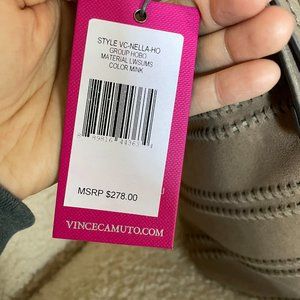 STYLE VC-NELLA-HO
GROUP HOBO
MATERIAL LWSUMS
COLOR MINK
MSRP $278.00
VINCECAMUTO.COM